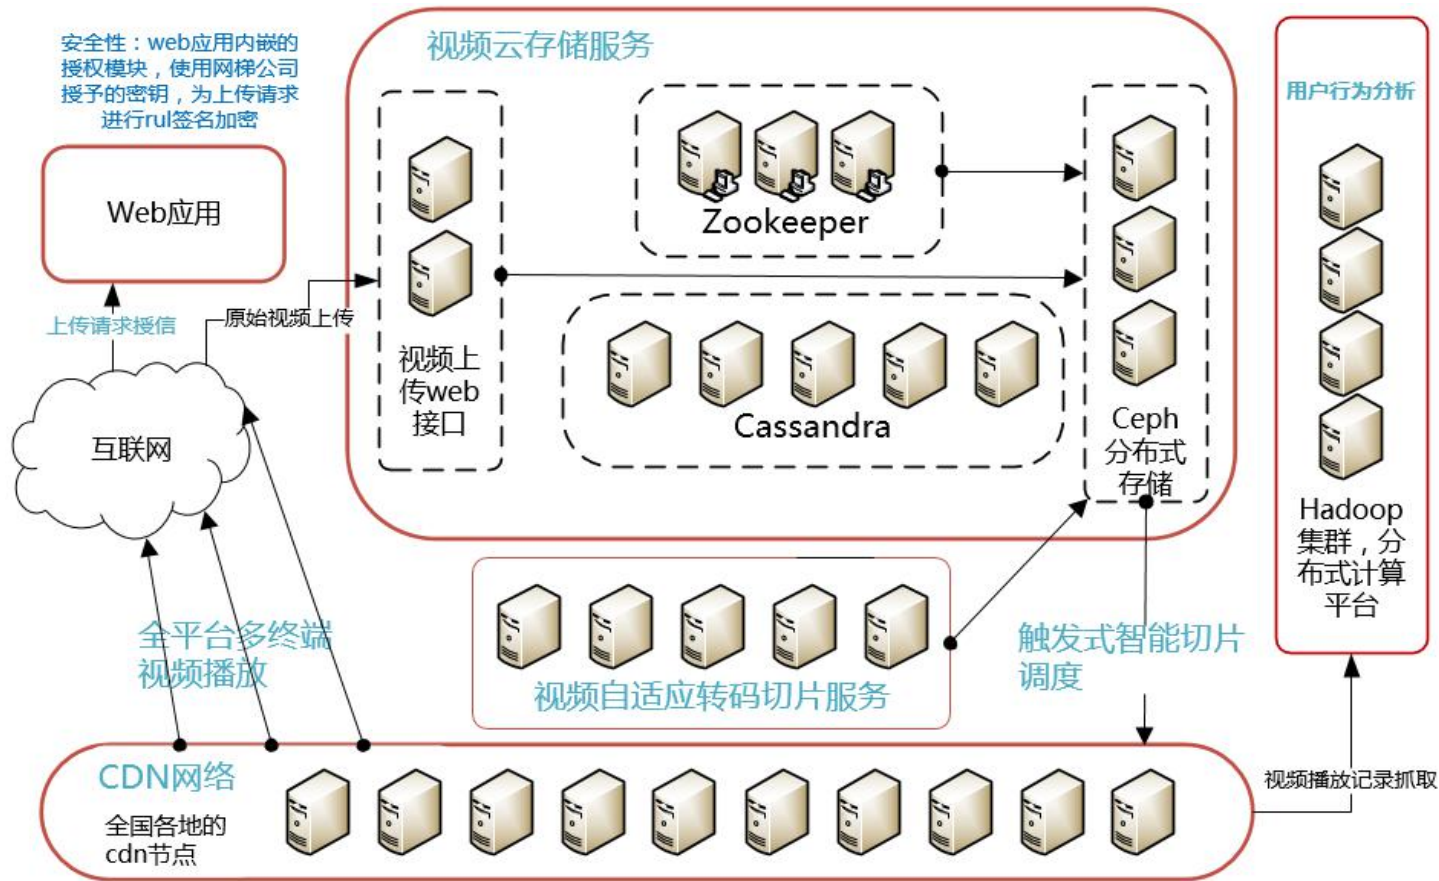 安全性：web应用内嵌的
授权模块，使用网梯公司
授予的密钥，为上传请求
进行rul签名加密
Web应用
上传请求授信
原始视频上传
互联网
视频云存储服务
视频上
传web
接口
Zookeeper
Cassandra
Ceph
分布式
存储
用户行为分析
Hadoop
集群，分
布式计算
平台
全平台多终端
视频播放
视频自适应转码切片服务
触发式智能切片
调度
CDN网络
全国各地的
cdn节点
视频播放记录抓取